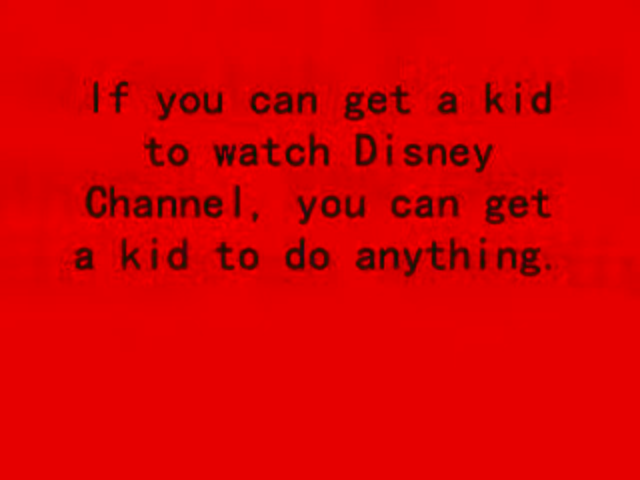 If you can get a kid
to watch Disney
Channel, you can get
a kid to do anything.